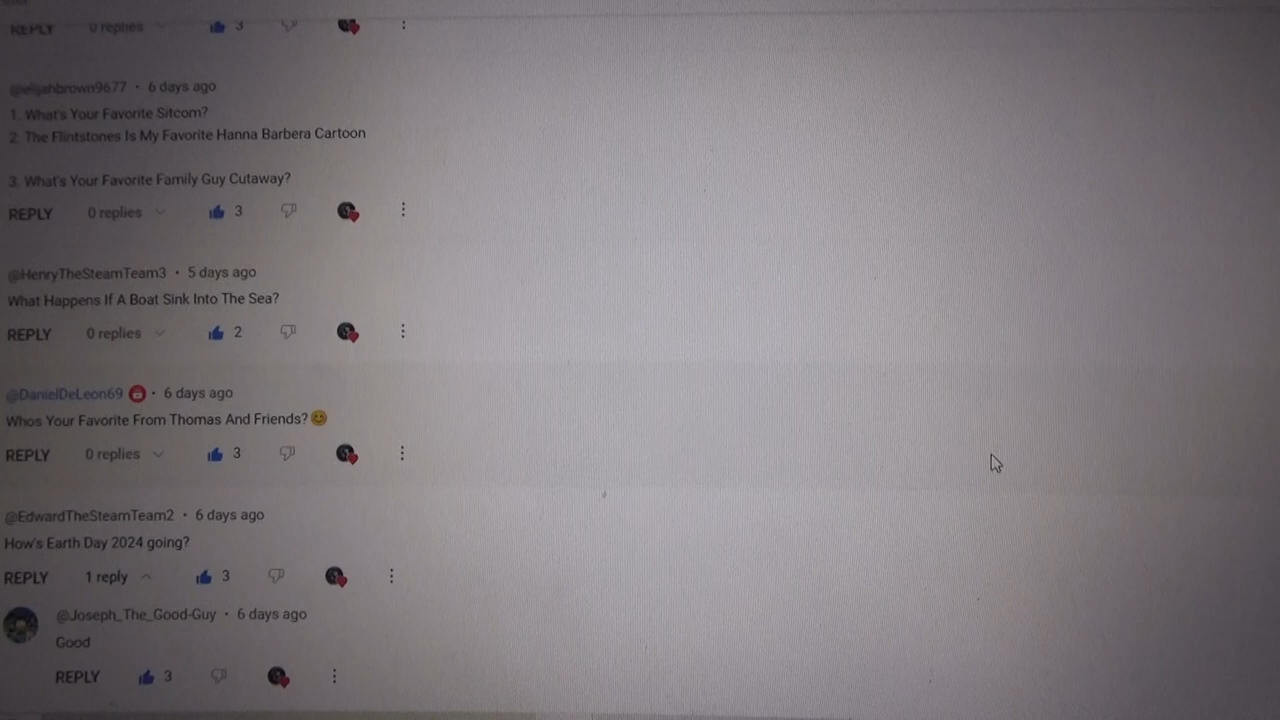 REPLY 0 replies 3
@elijahbrown9677 • 6 days ago
1. What's Your Favorite Sitcom?
2. The Flintstones Is My Favorite Hanna Barbera Cartoon
3. What's Your Favorite Family Guy Cutaway?
REPLY 0 replies 3
@HenryTheSteamTeam3 • 5 days ago
What Happens If A Boat Sink Into The Sea?
REPLY 0 replies 2
@DanielDeLeon69 • 6 days ago
Whos Your Favorite From Thomas And Friends?😊
REPLY 0 replies 3
@EdwardTheSteamTeam2 • 6 days ago
How's Earth Day 2024 going?
REPLY 1 reply 3
@Joseph_The_Good-Guy • 6 days ago
Good
REPLY 3